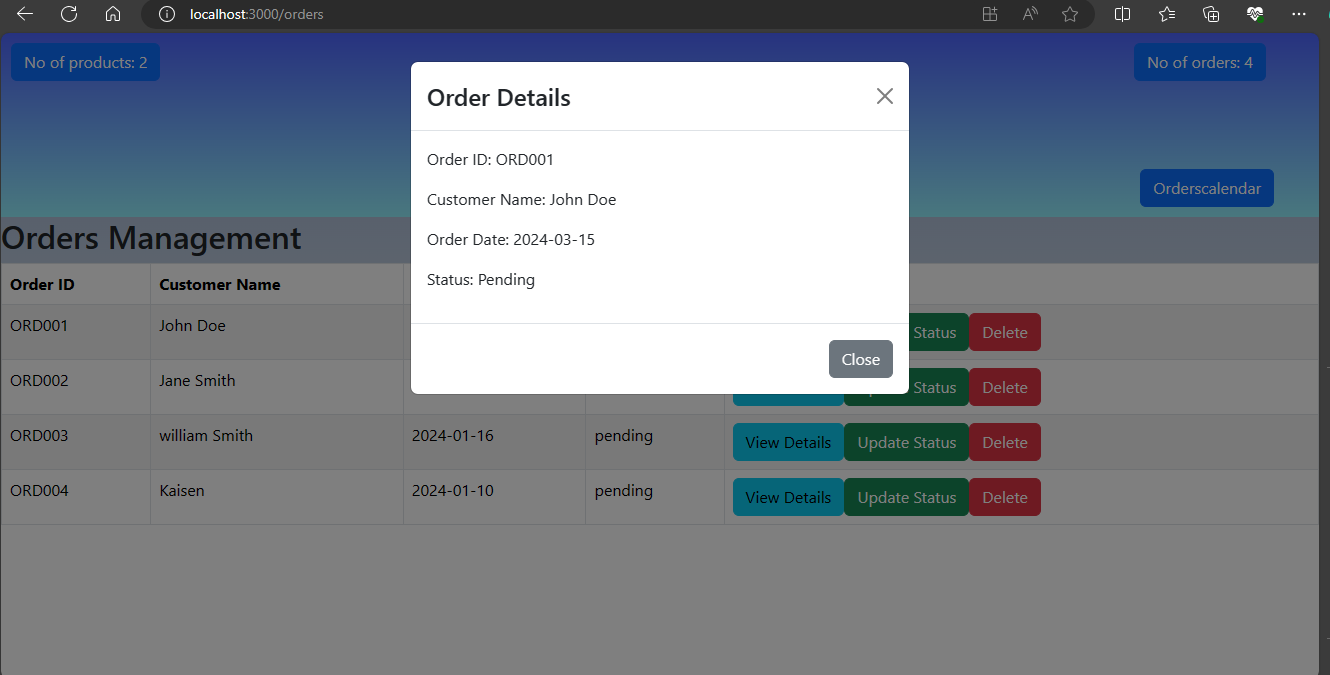 localhost:3000/orders
No of products: 2
No of orders: 4
Order Details
Order ID: ORD001
Customer Name: John Doe
Order Date: 2024-03-15
Status: Pending
Close
Orderscalendar
Orders Management
Order ID Customer Name
ORD001 John Doe Status Delete
ORD002 Jane Smith Status Delete
ORD003 william Smith 2024-01-16 pending View Details Update Status Delete
ORD004 Kaisen 2024-01-10 pending View Details Update Status Delete